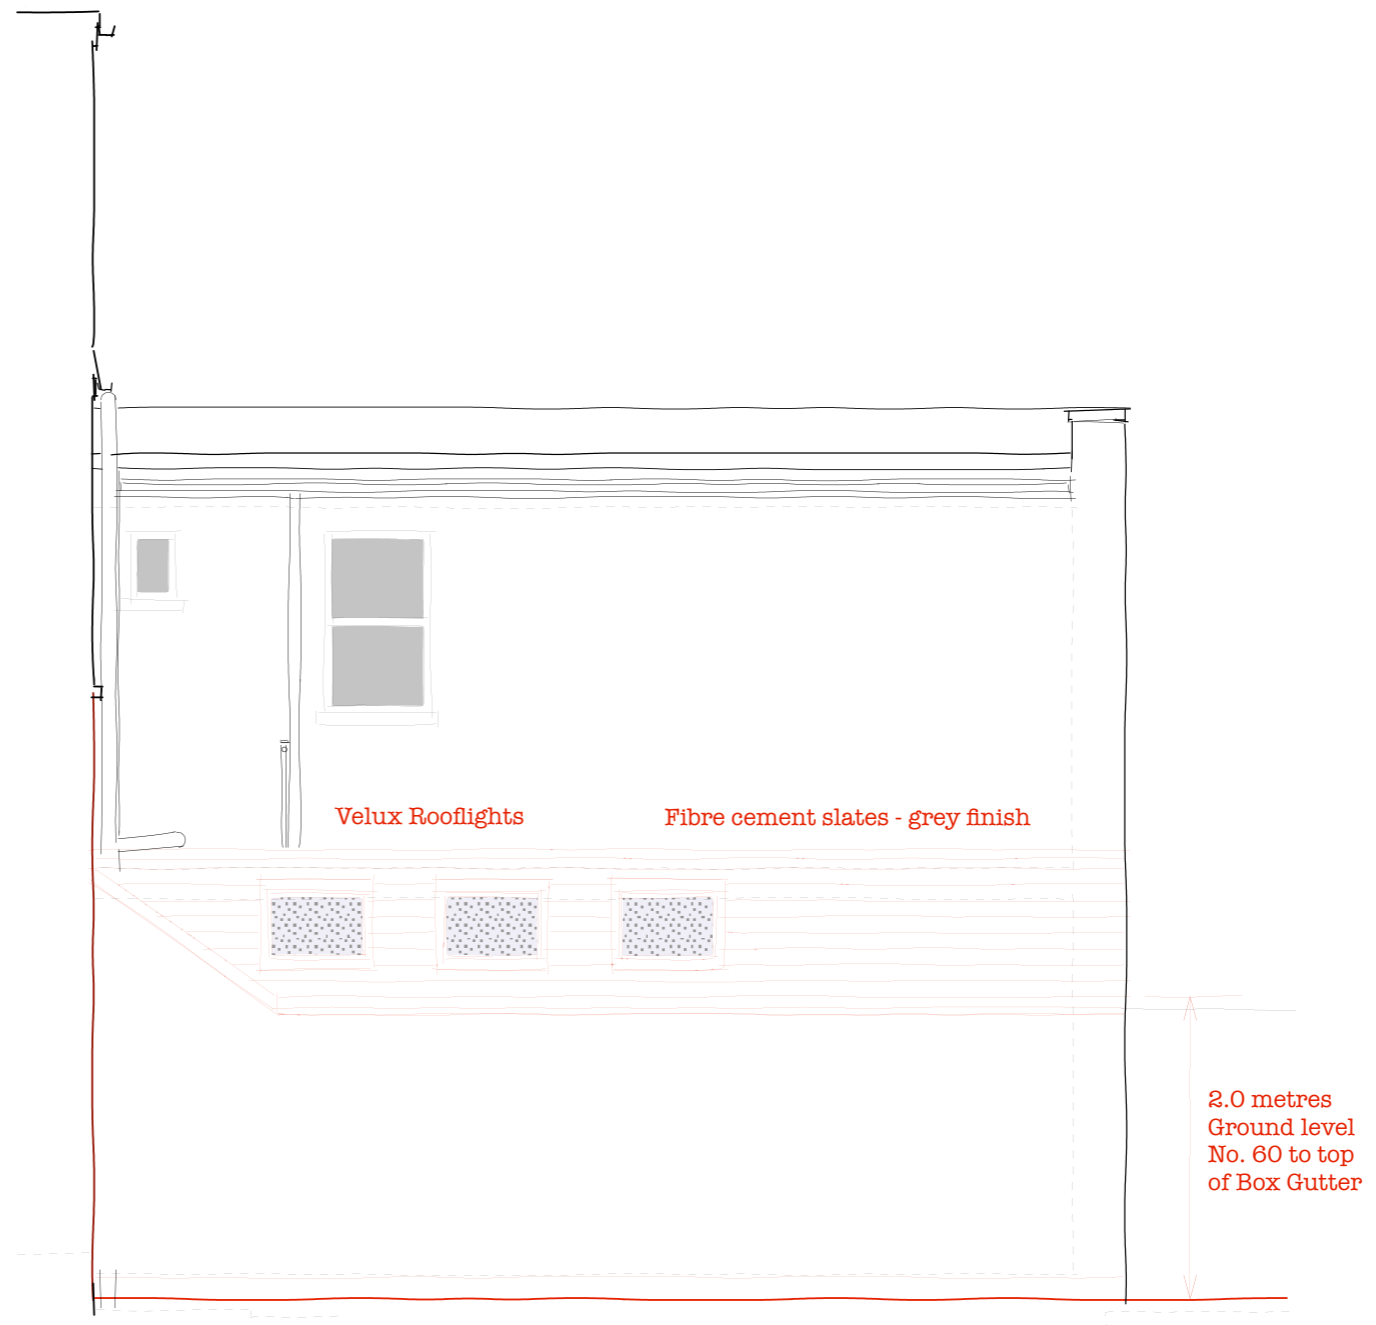 Velux Rooflights
Fibre cement slates - grey finish
2.0 metres
Ground level
No. 60 to top
of Box Gutter